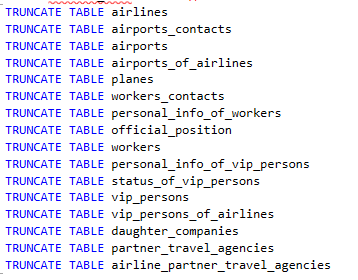 TRUNCATE TABLE airlines
TRUNCATE TABLE airports_contacts
TRUNCATE TABLE airports
TRUNCATE TABLE airports_of_airlines
TRUNCATE TABLE planes
TRUNCATE TABLE workers_contacts
TRUNCATE TABLE personal_info_of_workers
TRUNCATE TABLE official_position
TRUNCATE TABLE workers
TRUNCATE TABLE personal_info_of_vip_persons
TRUNCATE TABLE status_of_vip_persons
TRUNCATE TABLE vip_persons
TRUNCATE TABLE vip_persons_of_airlines
TRUNCATE TABLE daughter_companies
TRUNCATE TABLE partner_travel_agencies
TRUNCATE TABLE airline_partner_travel_agencies